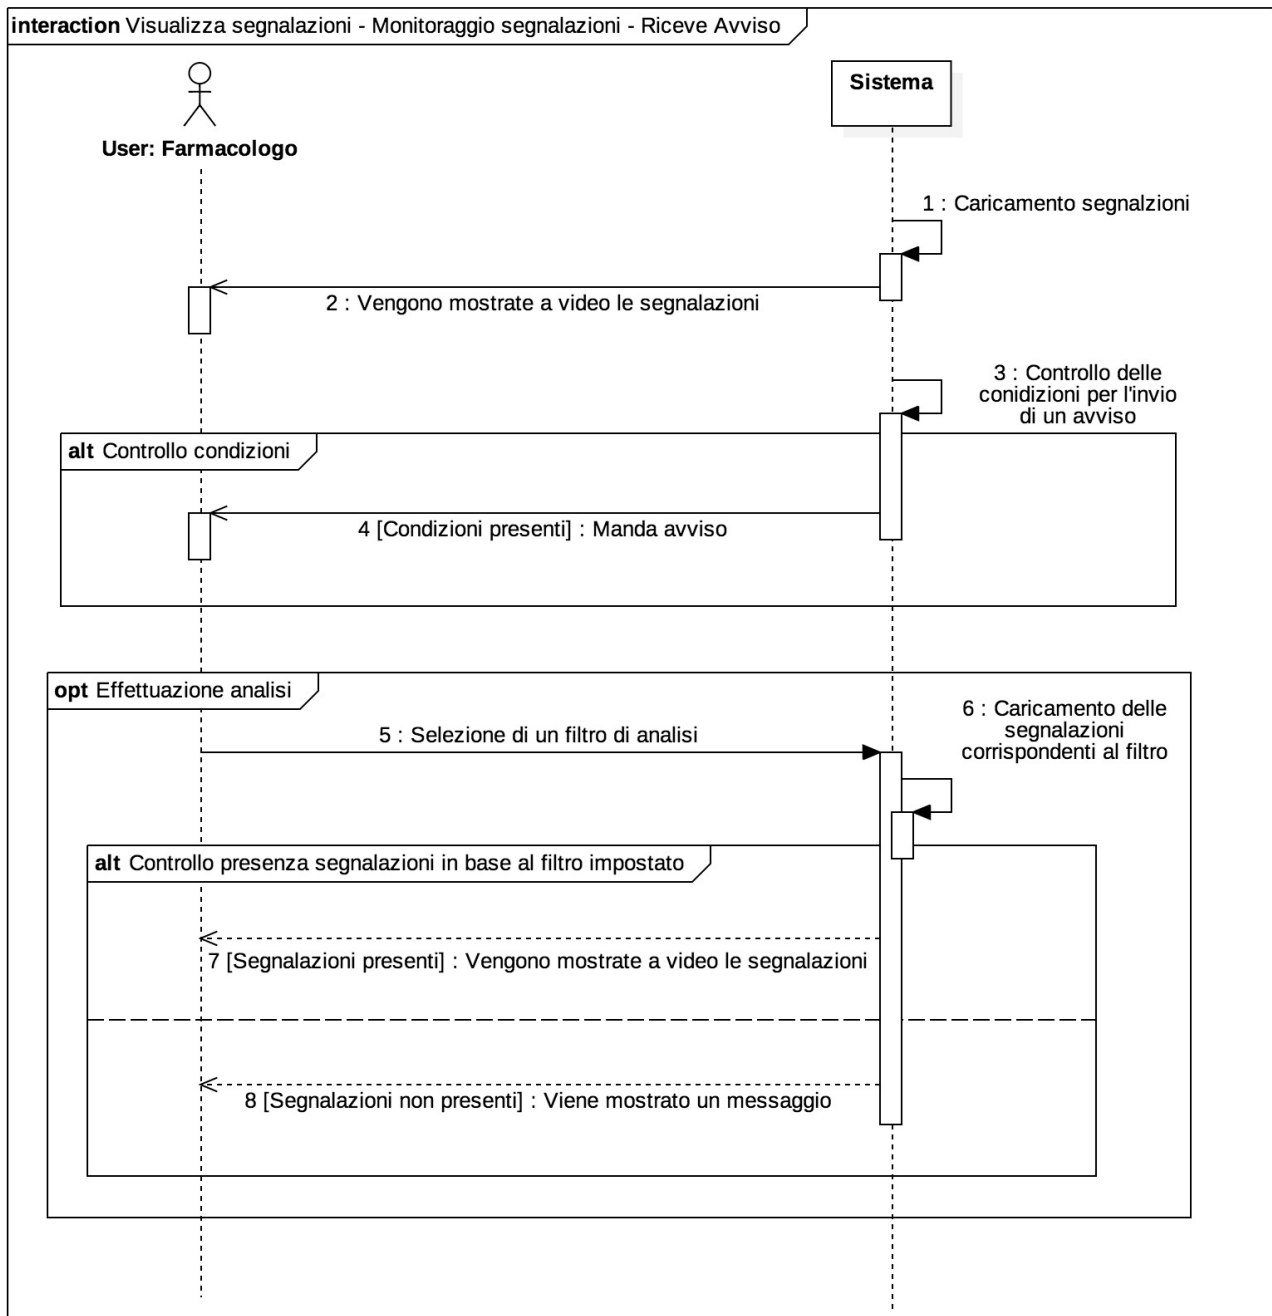 interaction Visualizza segnalazioni - Monitoraggio segnalazioni - Riceve Avviso
Sistema
User: Farmacologo
1 : Caricamento segnalzioni
2 : Vengono mostrate a video le segnalazioni
3 : Controllo delle
conidizioni per l'invio
di un avviso
alt Controllo condizioni
4 [Condizioni presenti] : Manda avviso
opt Effettuazione analisi
6 : Caricamento delle
segnalazioni
corrispondenti al filtro
5 : Selezione di un filtro di analisi
alt Controllo presenza segnalazioni in base al filtro impostato
7 [Segnalazioni presenti] : Vengono mostrate a video le segnalazioni
8 [Segnalazioni non presenti] : Viene mostrato un messaggio